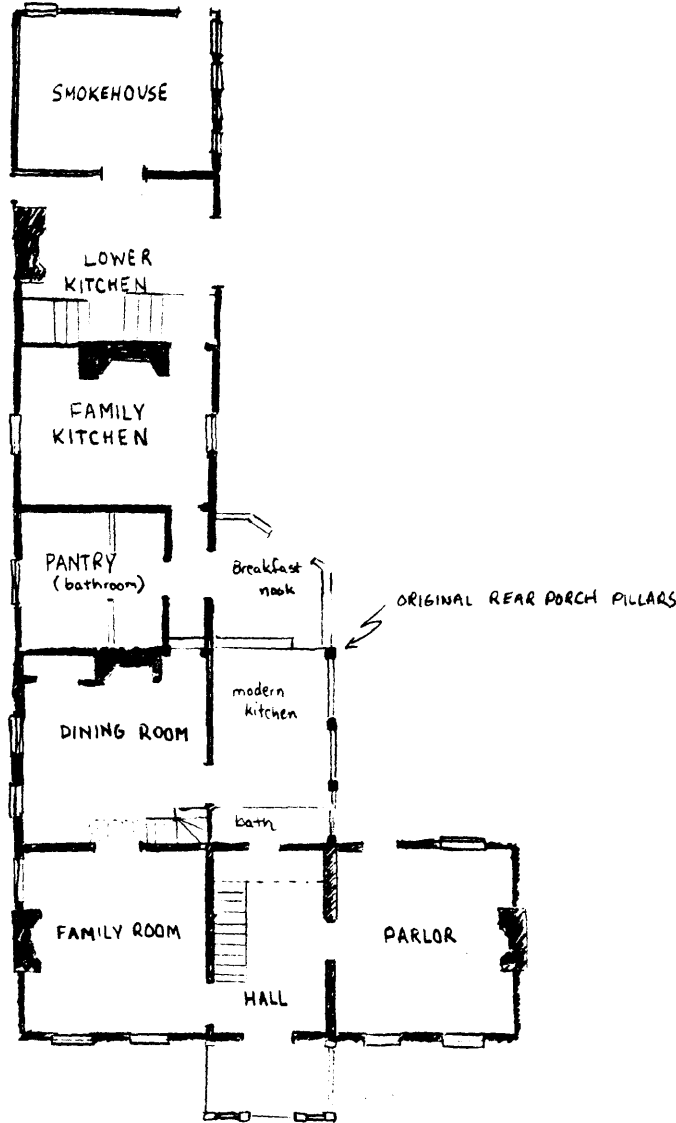 SMOKEHOUSE
LOWER
KITCHEN
FAMILY
KITCHEN
PANTRY
(bathroom)
Breakfast
nook
ORIGINAL REAR PORCH PILLARS
modern
kitchen
DINING ROOM
bath
FAMILY ROOM
PARLOR
HALL